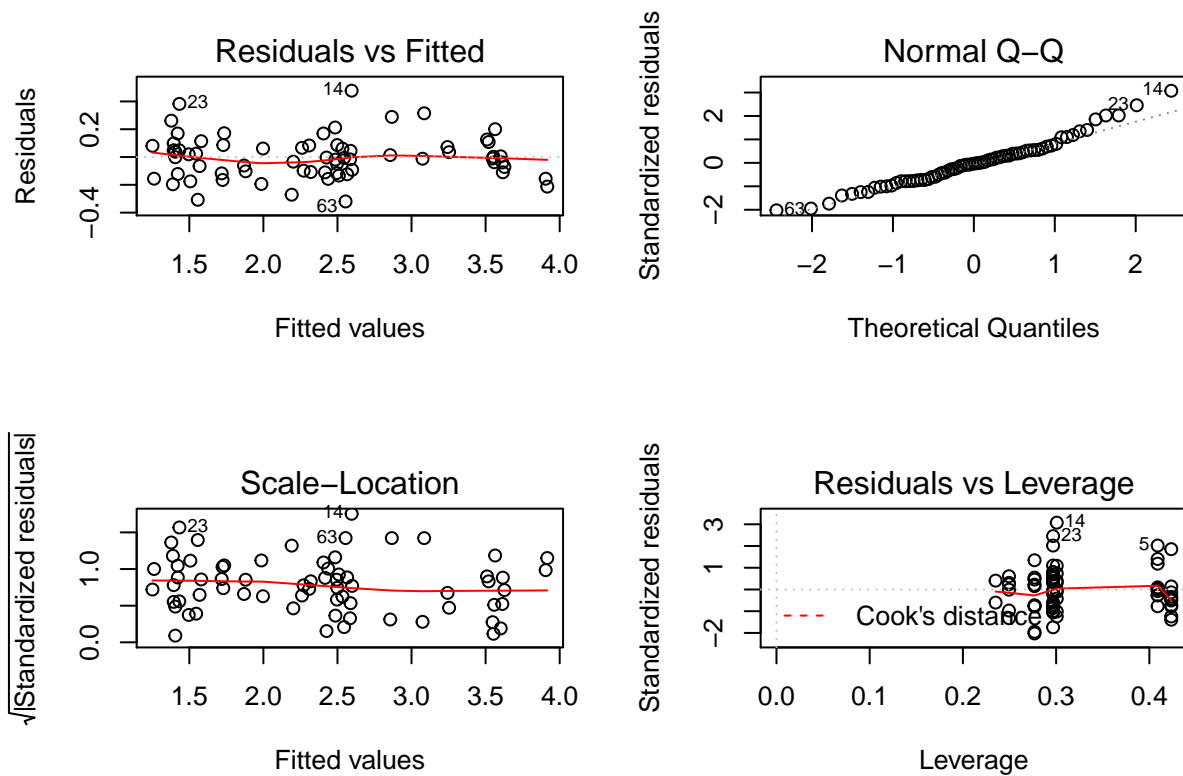 Residuals vs Fitted
Residuals
0.2
−0.4
23
14
63
1.5 2.0 2.5 3.0 3.5 4.0
Fitted values
Normal Q−Q
Standardized residuals
2
0
−2
14
23
63
−2 −1 0 1 2
Theoretical Quantiles
Scale−Location
√|Standardized residuals|
1.0
0.0
23
14
63
1.5 2.0 2.5 3.0 3.5 4.0
Fitted values
Residuals vs Leverage
Standardized residuals
3
1
−2
14
23
5
Cook's distance
0.0 0.1 0.2 0.3 0.4
Leverage